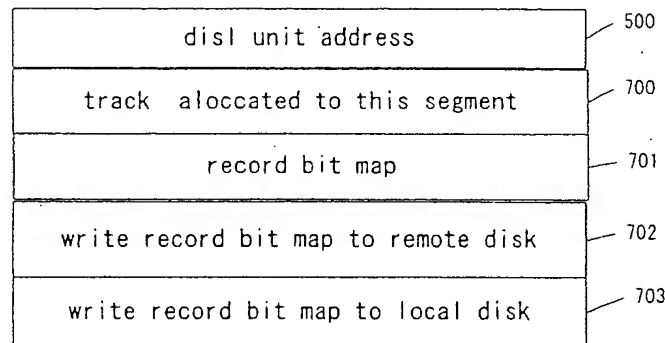 disl unit address 500
track aloccated to this segment 700
record bit map 701
write record bit map to remote disk 702
write record bit map to local disk 703